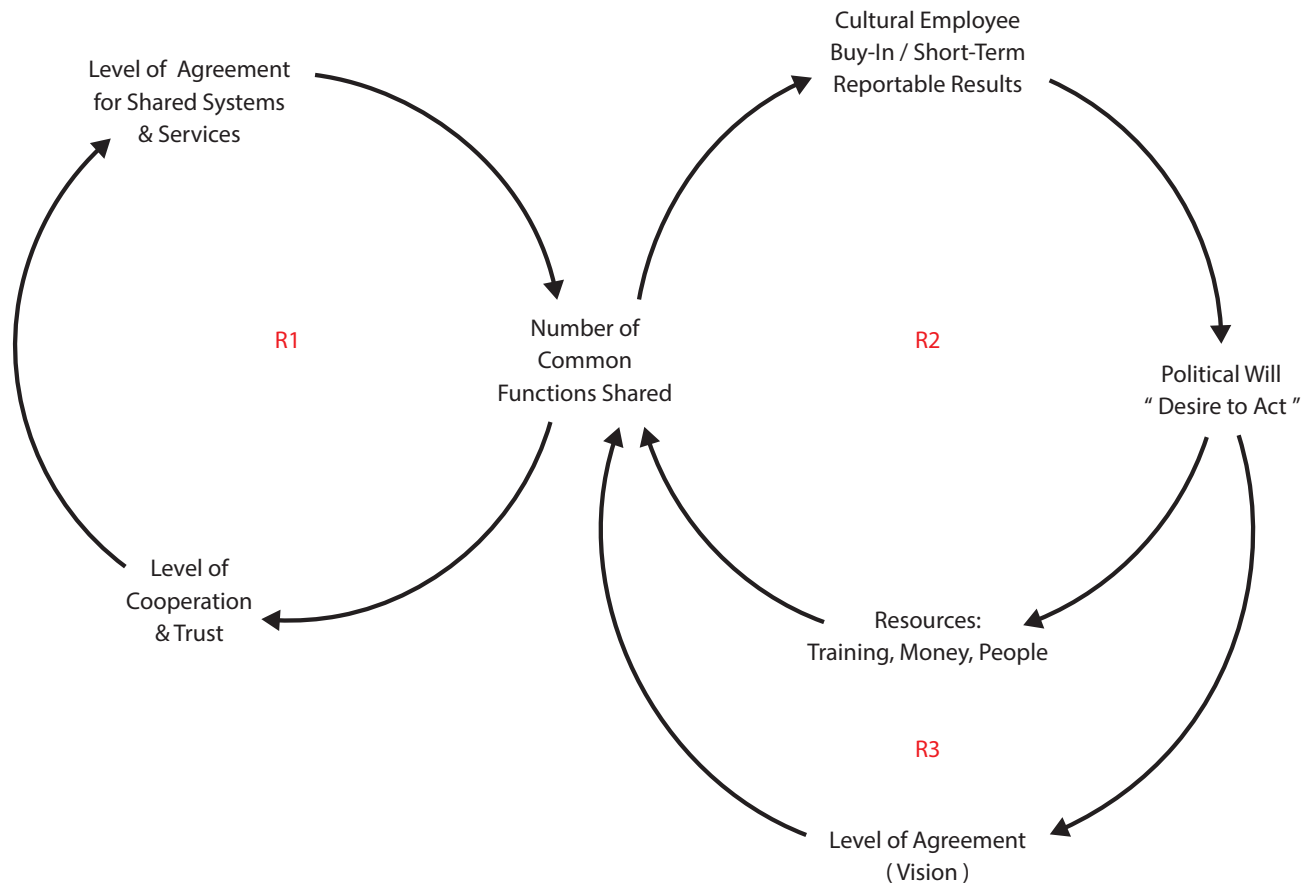 Level of Agreement
for Shared Systems
& Services
R1
Level of
Cooperation
& Trust
Number of
Common
Functions Shared
Cultural Employee
Buy-In / Short-Term
Reportable Results
R2
Political Will
“ Desire to Act ”
Resources:
Training, Money, People
R3
Level of Agreement
( Vision )